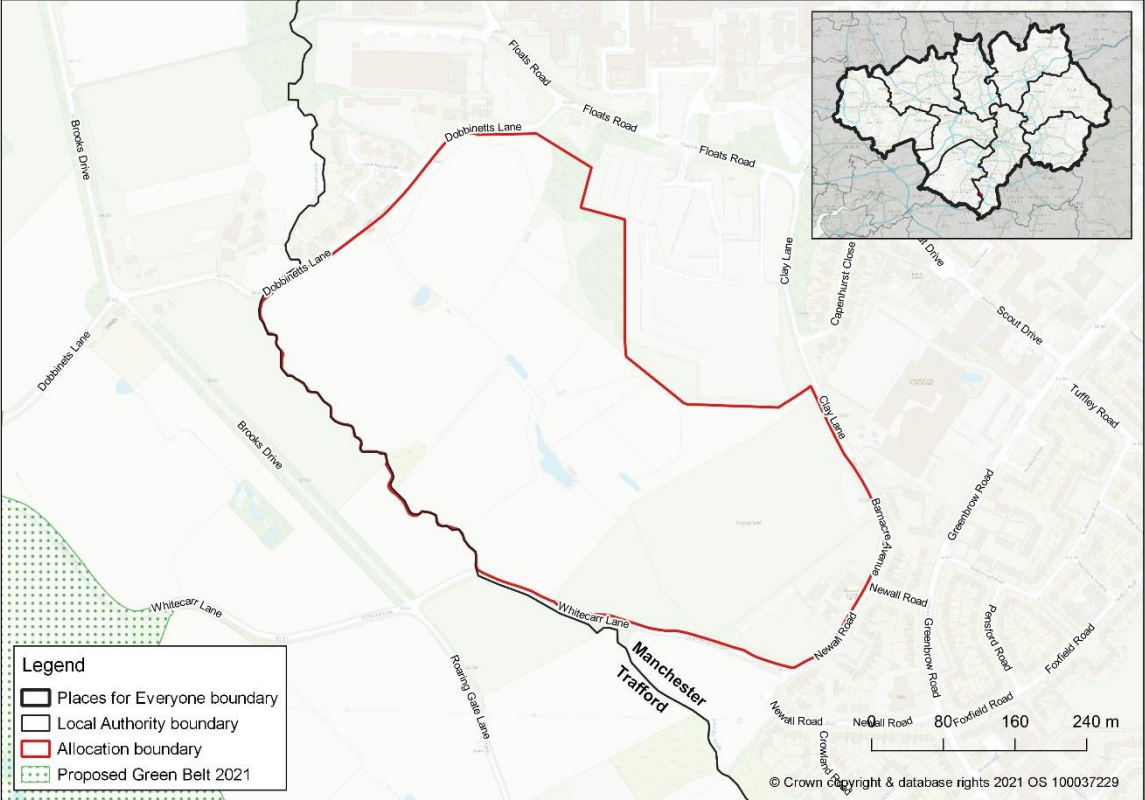 Floats Road
Floats Road
Floats Road
Dobbinetts Lane
Brooks Drive
Clay Lane
Capenhurst Close
Dobbinetts Lane
Scout Drive
Dobbinets Lane
Tuffley Road
Clay Lane
Brooks Drive
Greenbrow Road
Barnacre Avenue
Newall Road
Whitecarr Lane
Whitecarr Lane
Newall Road
Greenbrow Road
Pensford Road
Foxfield Road
Manchester
Trafford
Roaring Gate Lane
Newall Road
Newall Road
Foxfield Road
Crowland Road
Legend
Places for Everyone boundary
Local Authority boundary
Allocation boundary
Proposed Green Belt 2021
0 80 160 240 m
© Crown copyright & database rights 2021 OS 100037229